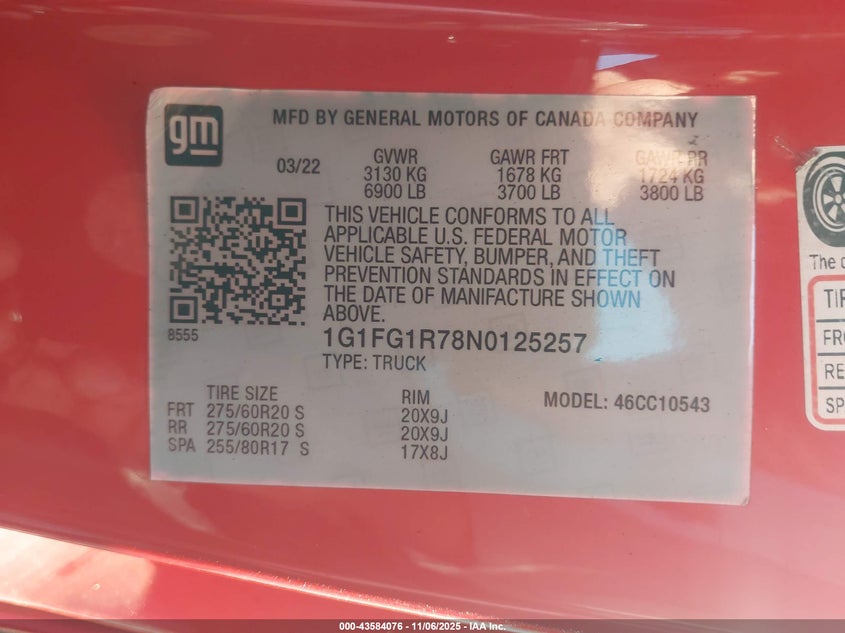 gm
MFD BY GENERAL MOTORS OF CANADA COMPANY
03/22
GVWR GAWR FRT GAWR RR
3130 KG 1678 KG 1724 KG
6900 LB 3700 LB 3800 LB
THIS VEHICLE CONFORMS TO ALL
APPLICABLE U.S. FEDERAL MOTOR
VEHICLE SAFETY, BUMPER, AND THEFT
PREVENTION STANDARDS IN EFFECT ON
THE DATE OF MANIFACTURE SHOWN
ABOVE.
8555
1G1FG1R78N0125257
TYPE: TRUCK
TIRE SIZE RIM MODEL: 46CC10543
FRT 275/60R20 S 20X9J
RR 275/60R20 S 20X9J
SPA 255/80R17 S 17X8J
The
000-43584076 - 11/06/2025 - IAA Inc.